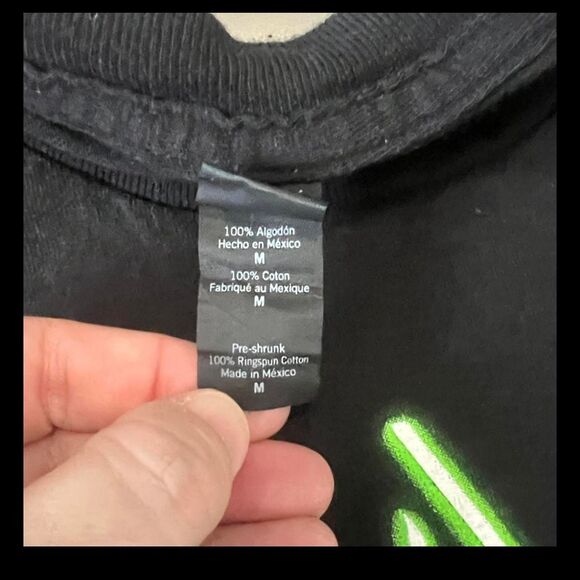 100% Algodón
Hecho en México
M
100% Coton
Fabriqué au Mexique
M
Pre-shrunk
100% Ringspun Cotton
Made in México
M